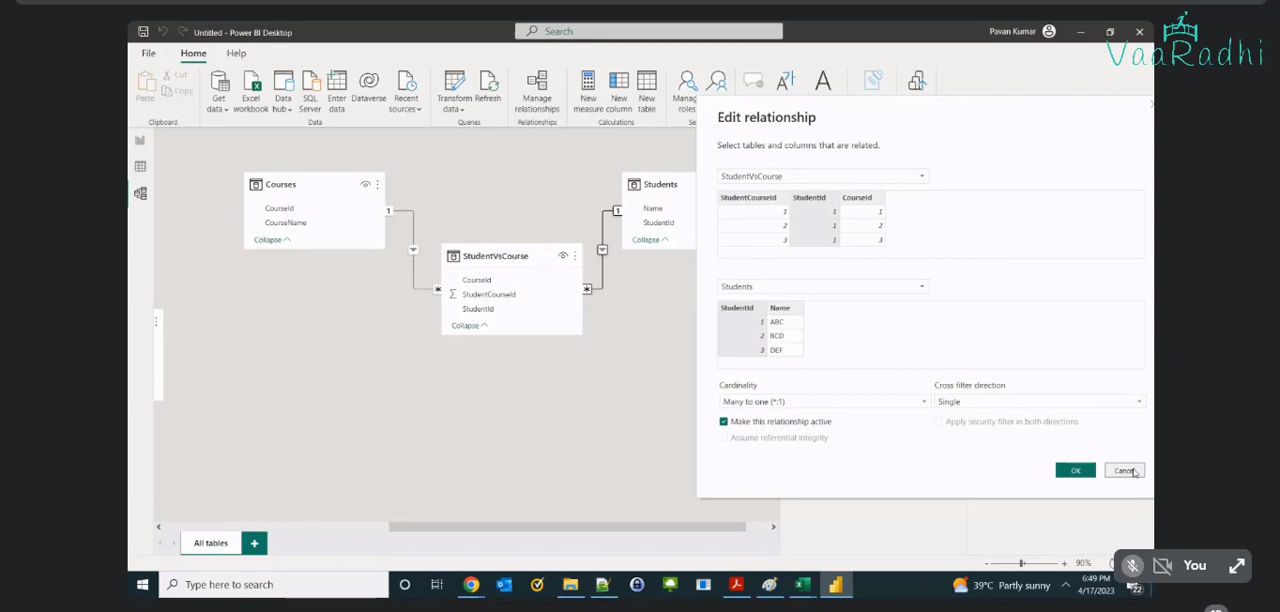 Untitled - Power BI Desktop
Search
Pavan Kumar
VaaRadhi
File
Home
Help
Paste
Cut
Copy
Get data
Excel workbook
Data hub
SQL Server
Enter data
Dataverse
Recent sources
Transform data
Refresh
Manage relationships
New measure
New column
New table
Manag
roles
Clipboard
Data
Queries
Relationships
Calculations
Se
Edit relationship
Select tables and columns that are related.
StudentVsCourse
StudentCourseId StudentId CourseId
1 1 1
2 1 2
3 1 3
Students
StudentId Name
1 ABC
2 BCD
3 DEF
Cardinality
Many to one (*:1)
Cross filter direction
Single
Make this relationship active
Apply security filter in both directions
Assume referential integrity
OK
Cancel
Courses
CourseId
CourseName
Collapse
1
*
StudentVsCourse
CourseId
Σ StudentCourseId
StudentId
Collapse
*
1
Students
Name
StudentId
Collapse
All tables
+
- + 90%
Type here to search
39°C Partly sunny
6:49 PM
4/17/2023
22
You